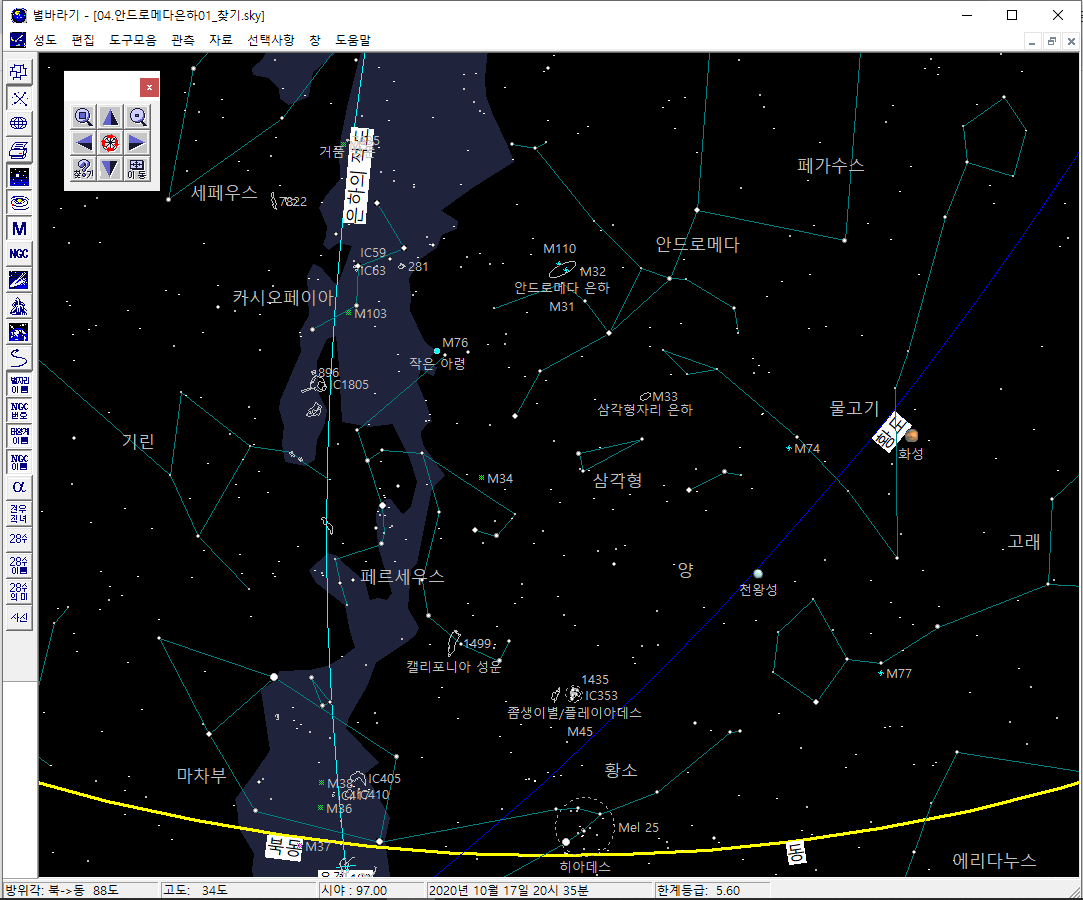 별바라기 - [04.안드로메다은하01_찾기.sky]
성도 편집 도구모음 관측 자료 선택사항 창 도움말
찾기
이동
M
NGC
별자리
이름
NGC
번호
태양계
이름
NGC
이름
α
견우
직녀
28수
28수
이름
28수
의미
사신
거품
은하의 적도
세페우스
7822
페가수스
안드로메다
M110
M32
안드로메다 은하
M31
IC59
281
IC63
카시오페이아
M103
M76
작은 아령
896
C1805
M33
삼각형자리 은하
물고기
황도
화성
기린
M74
삼각형
M34
고래
양
페르세우스
천왕성
1499
캘리포니아 성운
M77
1435
IC353
쫌생이별/플레이아데스
M45
황소
마차부
M38
IC405
IC410
M36
Mel 25
북동
M37
동
히아데스
에리다누스
방위각: 북->동 88도
고도: 34도
시야 : 97.00
2020년 10월 17일 20시 35분
한계등급: 5.60